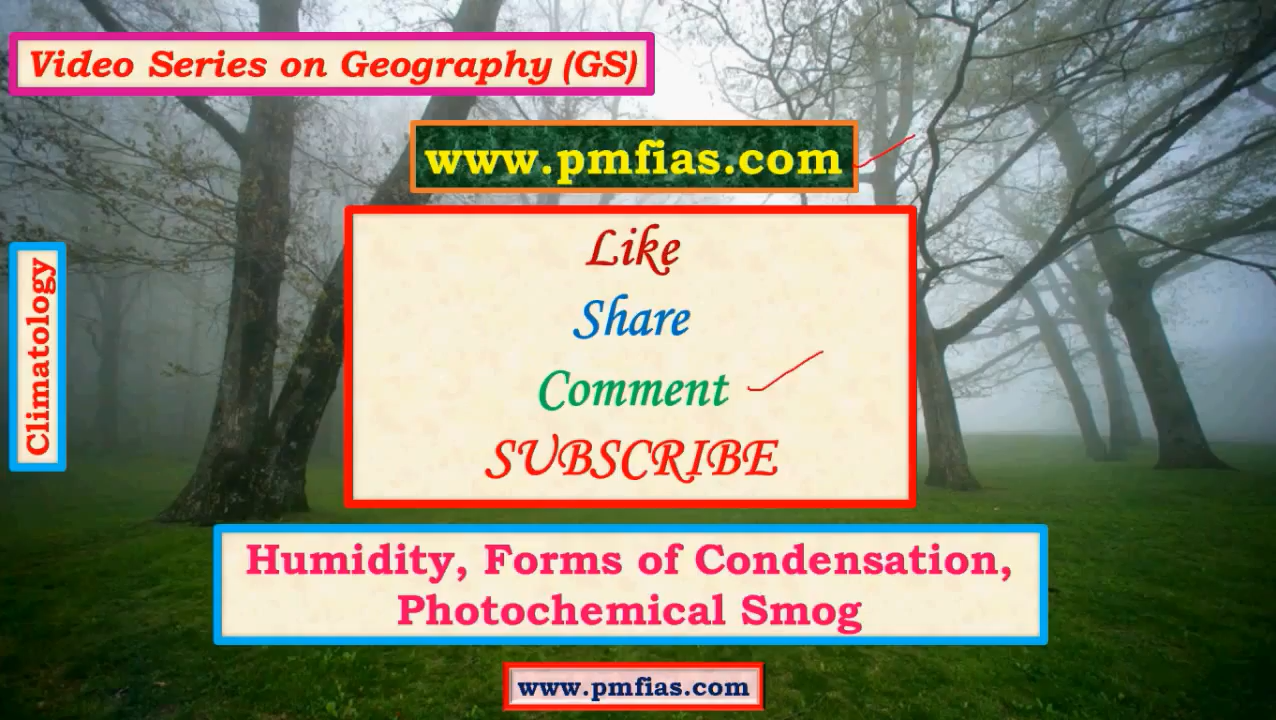 Video Series on Geography (GS)
www.pmfias.com
Like
Share
Comment
SUBSCRIBE
Climatology
Humidity, Forms of Condensation,
Photochemical Smog
www.pmfias.com